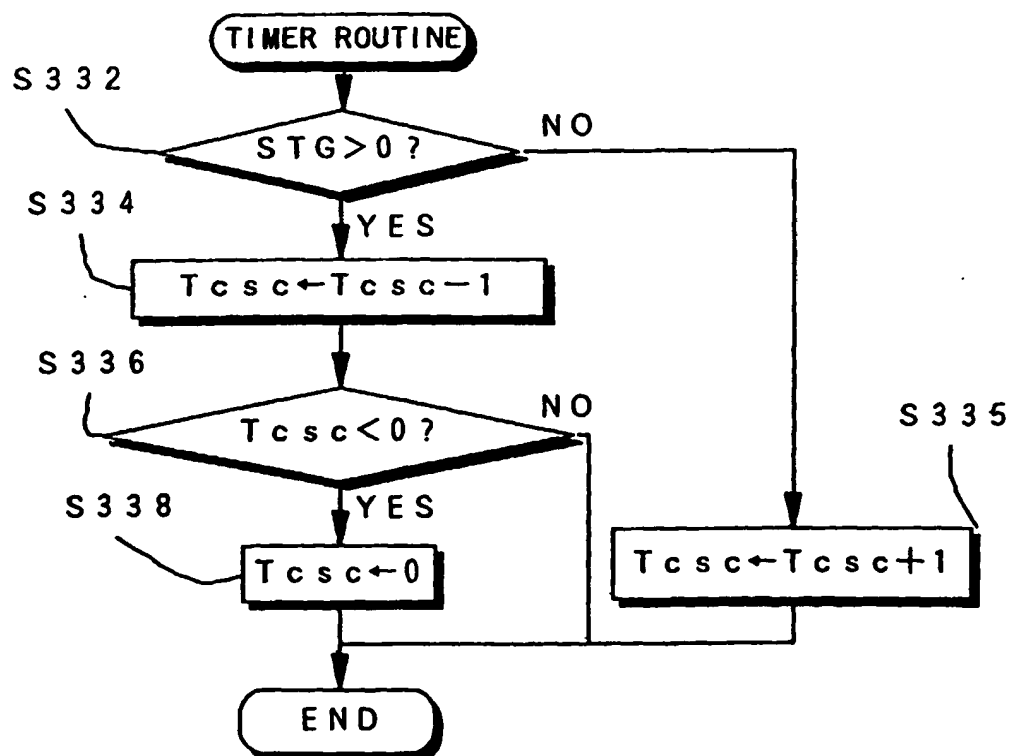 TIMER ROUTINE
S332
STG>0?
NO
S334
YES
Tcsc←Tcsc−1
S336
Tcsc<0?
NO
S335
S338
YES
Tcsc←0
Tcsc←Tcsc+1
END